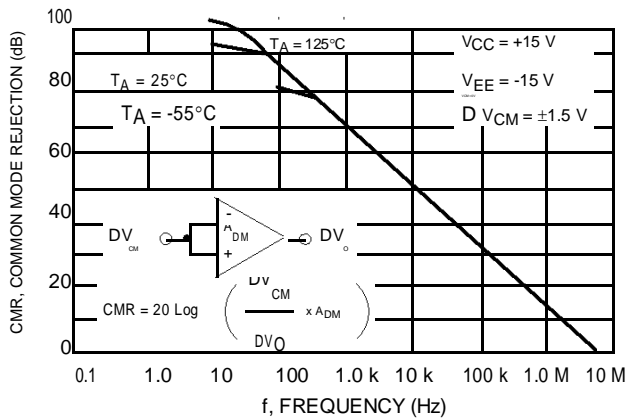 100
80
60
40
20
0
CMR, COMMON MODE REJECTION (dB)
TA = 125°C
TA = 25°C
TA = -55°C
VCC = +15 V
VEE = -15 V
D VCM = ±1.5 V
DVCM
-
ADM
+
DVO
CMR = 20 Log
DVCM
DVO
x ADM
0.1 1.0 10 100 1.0 k 10 k 100 k 1.0 M 10 M
f, FREQUENCY (Hz)